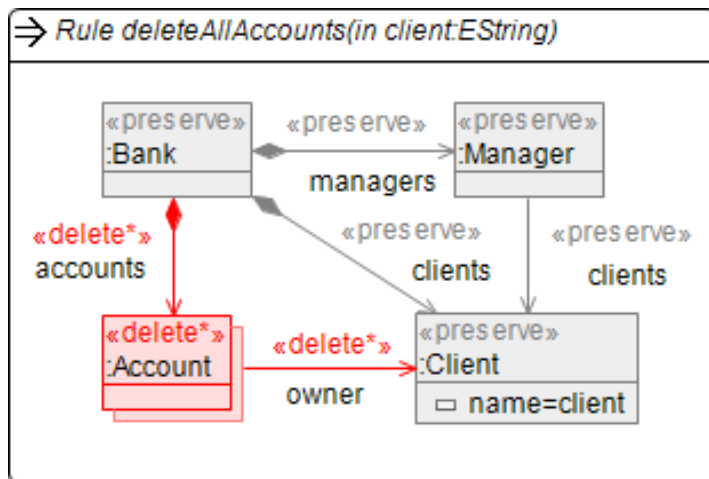 Rule deleteAllAccounts(in client:EString)
«preserve»
:Bank
«preserve»
managers
«preserve»
:Manager
«delete*»
accounts
«preserve»
clients
«preserve»
clients
«delete*»
:Account
«delete*»
owner
«preserve»
:Client
name=client